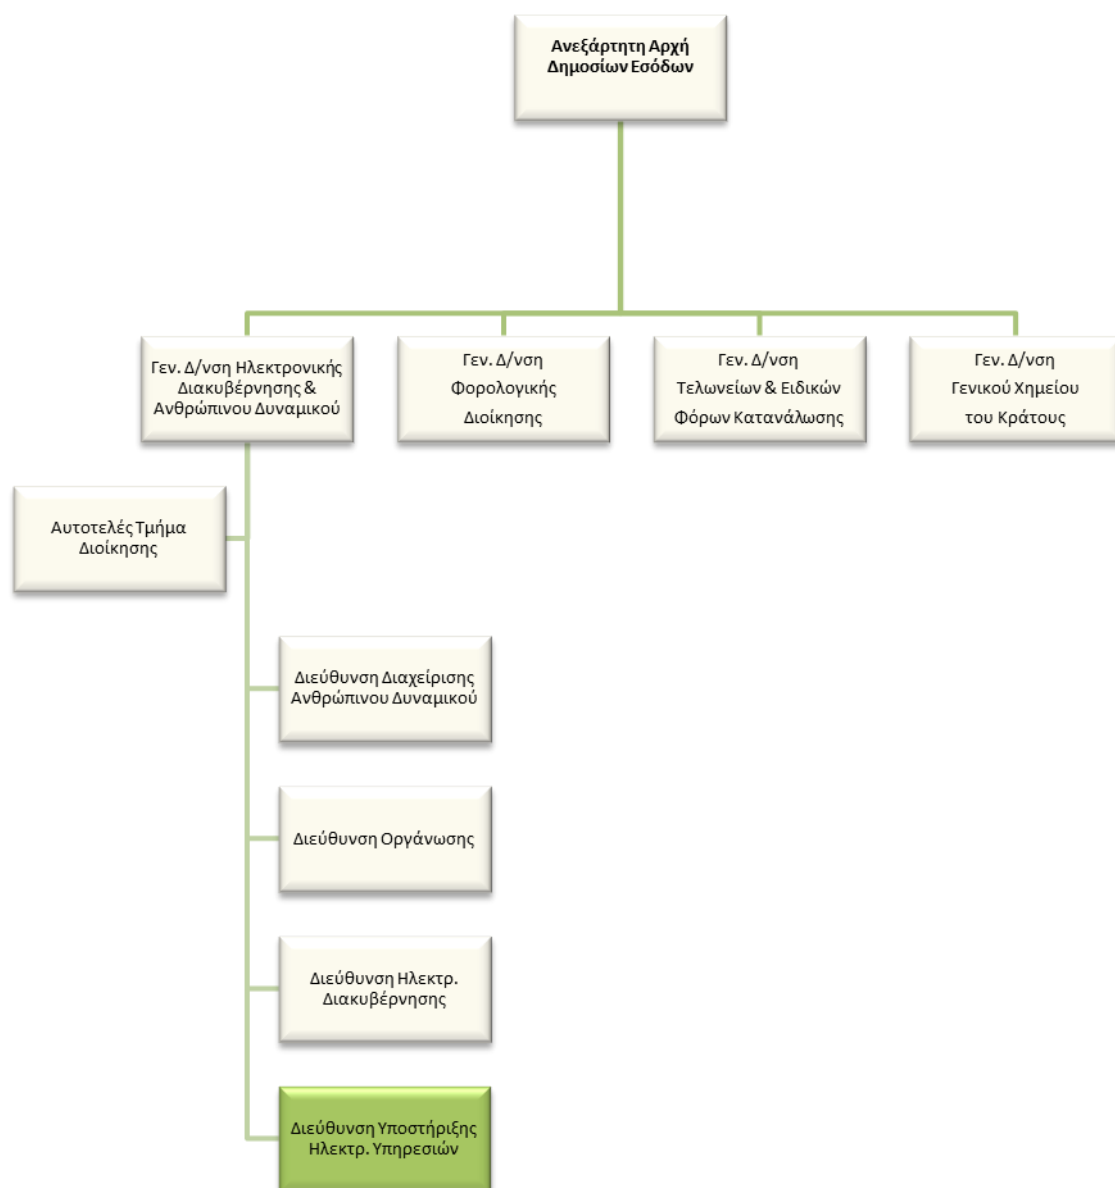 Ανεξάρτητη Αρχή
Δημοσίων Εσόδων
Γεν. Δ/νση Ηλεκτρονικής
Διακυβέρνησης &
Ανθρώπινου Δυναμικού
Γεν. Δ/νση
Φορολογικής
Διοίκησης
Γεν. Δ/νση
Τελωνείων & Ειδικών
Φόρων Κατανάλωσης
Γεν. Δ/νση
Γενικού Χημείου
του Κράτους
Αυτοτελές Τμήμα
Διοίκησης
Διεύθυνση Διαχείρισης
Ανθρώπινου Δυναμικού
Διεύθυνση Οργάνωσης
Διεύθυνση Ηλεκτρ.
Διακυβέρνησης
Διεύθυνση Υποστήριξης
Ηλεκτρ. Υπηρεσιών